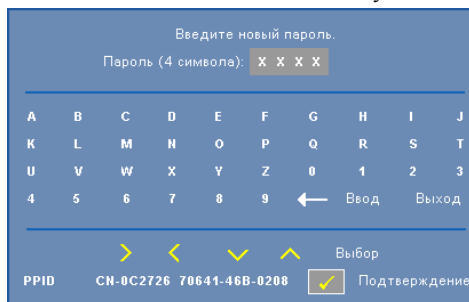 Введите новый пароль.
Пароль (4 символа): X X X X
A B C D E F G H I J
K L M N O P Q R S T
U V W X Y Z 0 1 2 3
4 5 6 7 8 9 Ввод Выход
Выбор
PPID CN-0C2726 70641-46B-0208 Подтверждение